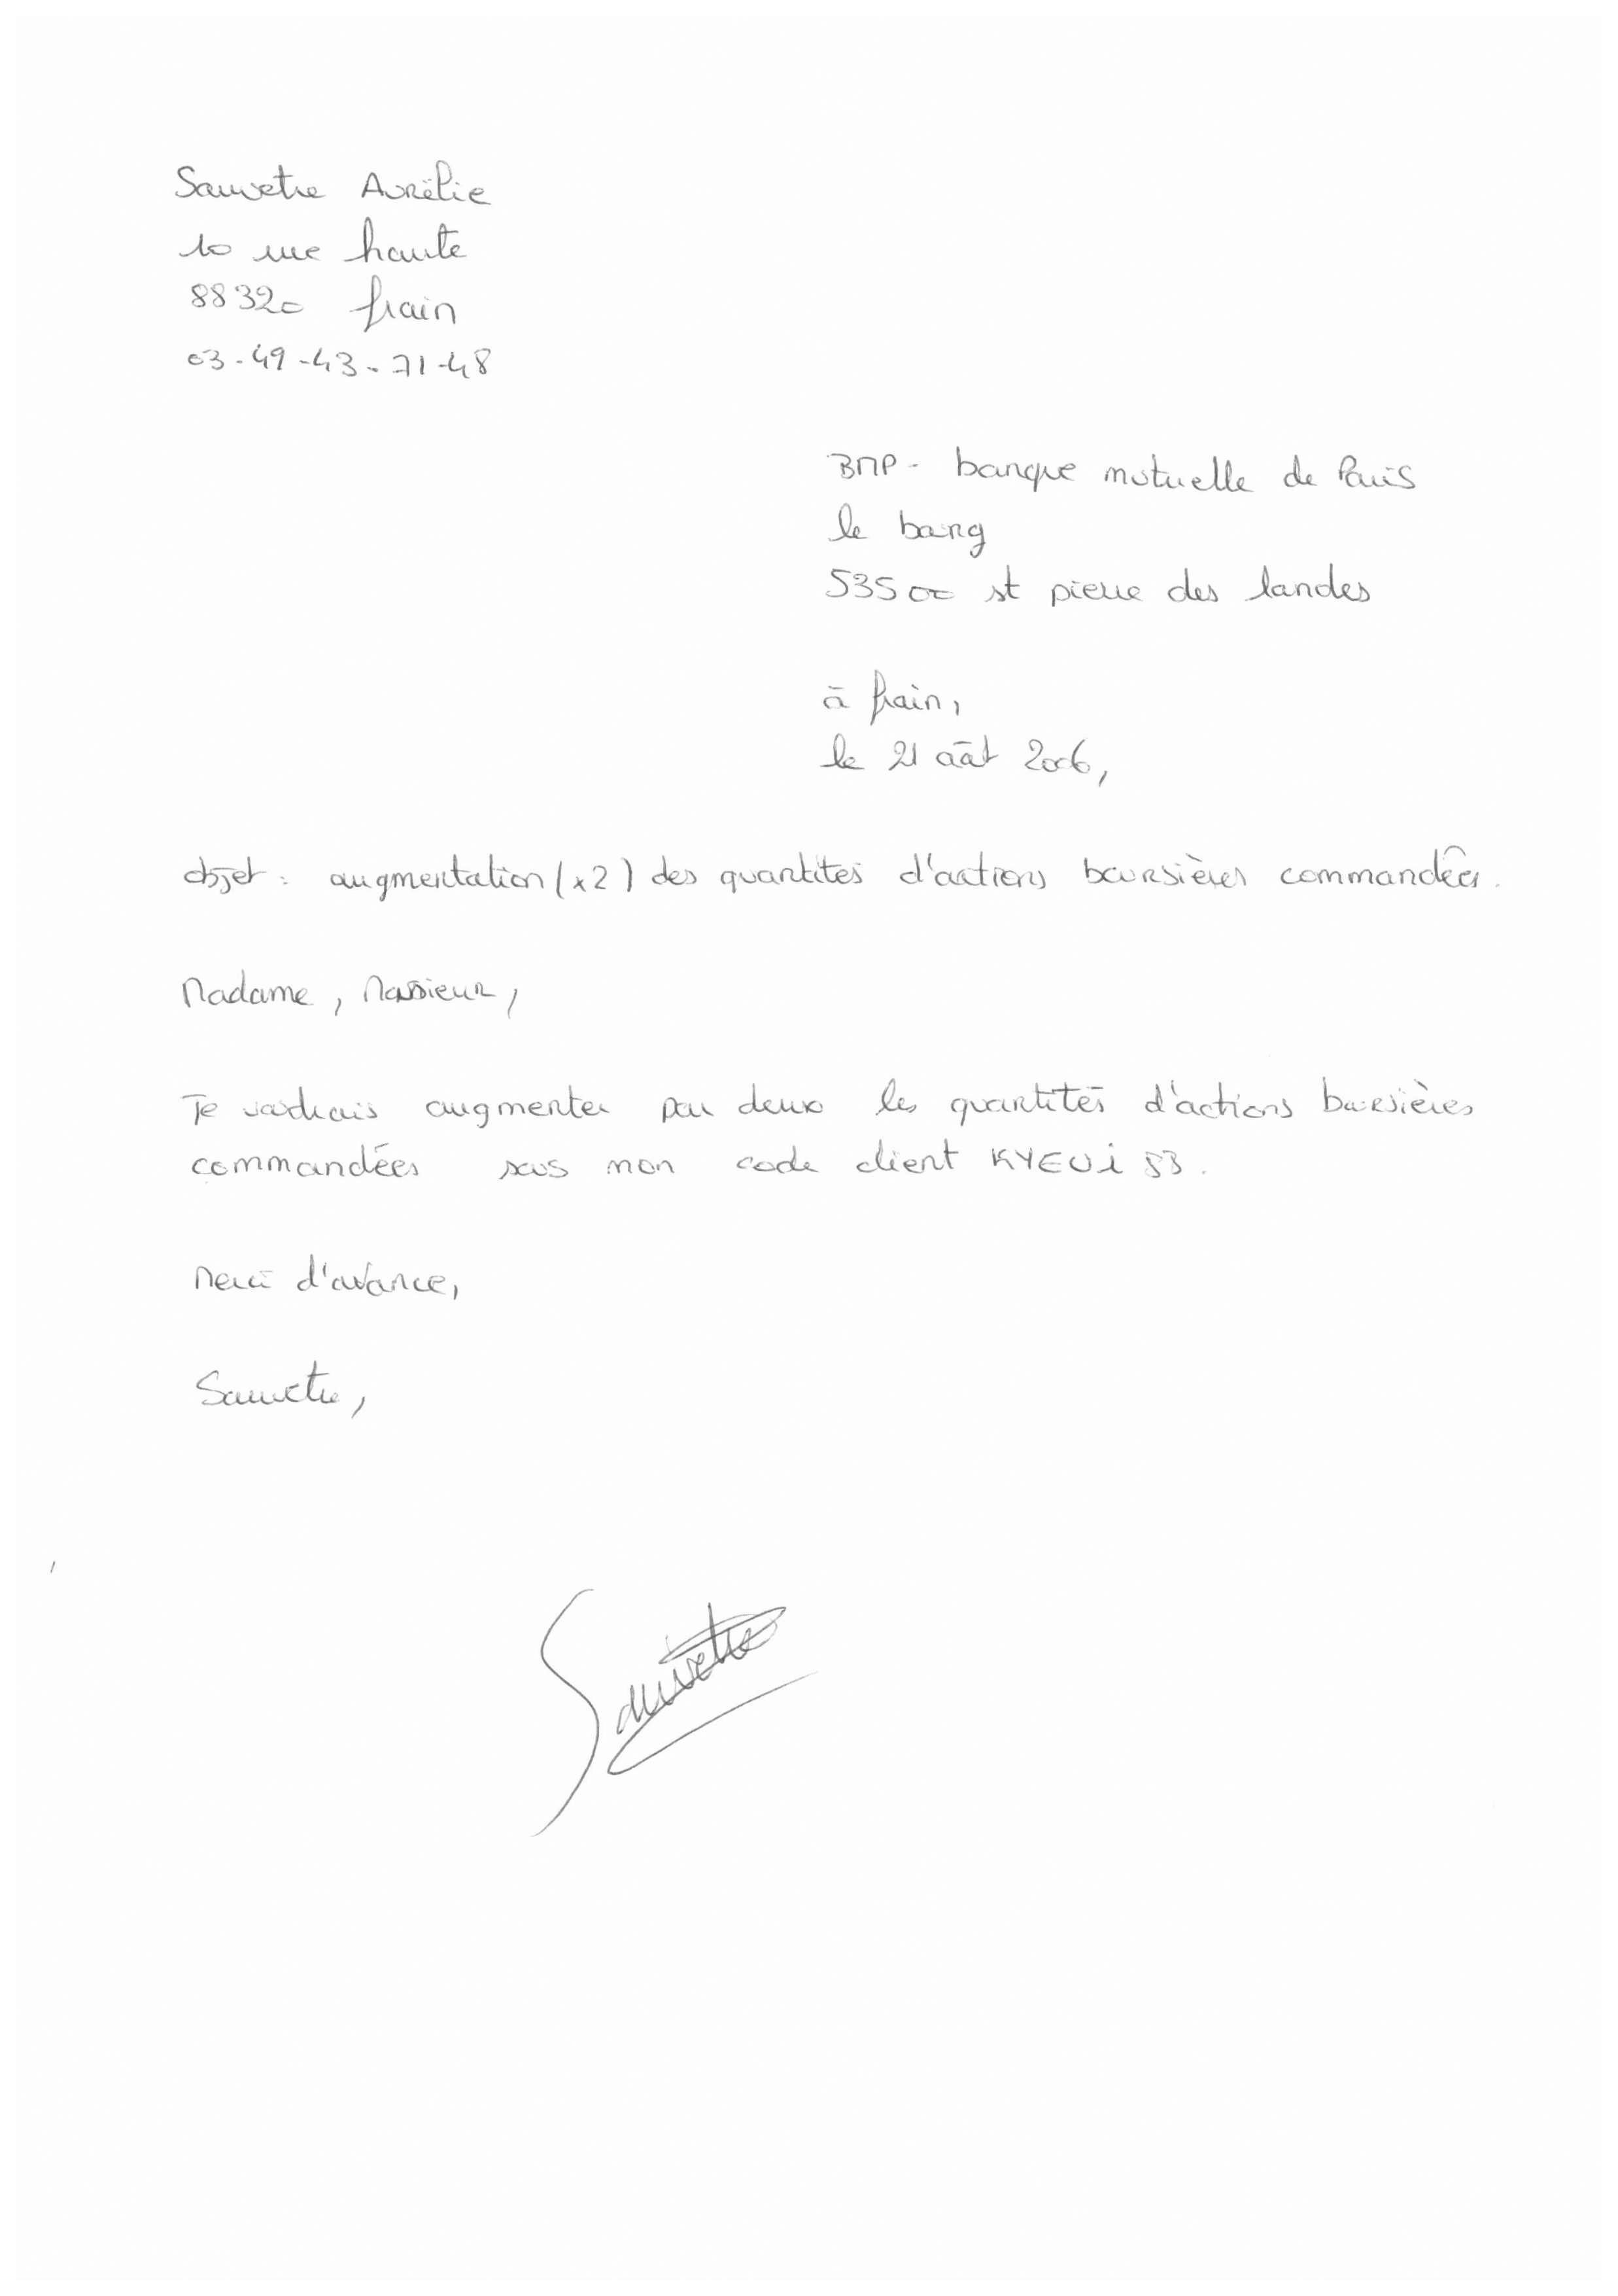 Sauvetre Aurélie
10 rue haute
88320 frain
03-49-43-71-48
BMP - banque mutuelle de Paris
le bourg
53500 st pierre des landes
à frain,
le 21 août 2006,
objet : augmentation (x2) des quantités d'actions boursières commandées.
Madame, Monsieur,
Je voudrais augmenter par deux les quantités d'actions boursières
commandées sous mon code client KYEUI 53.
Merci d'avance,
Sauvetre,
Sauvetre